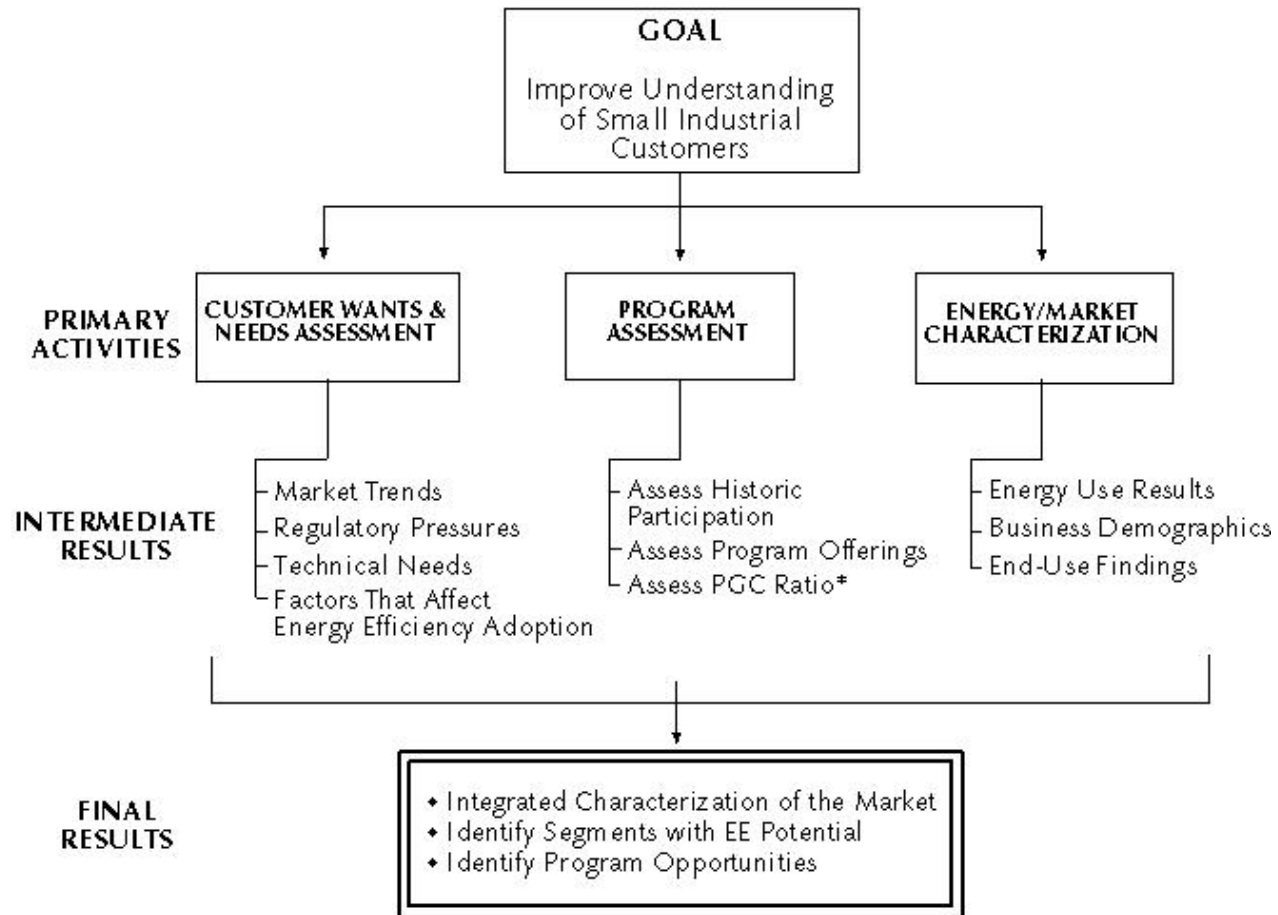 GOAL
Improve Understanding
of Small Industrial
Customers
PRIMARY
ACTIVITIES
CUSTOMER WANTS &
NEEDS ASSESSMENT
PROGRAM
ASSESSMENT
ENERGY/MARKET
CHARACTERIZATION
INTERMEDIATE
RESULTS
Market Trends
Regulatory Pressures
Technical Needs
Factors That Affect
Energy Efficiency Adoption
Assess Historic
Participation
Assess Program Offerings
Assess PGC Ratio*
Energy Use Results
Business Demographics
End-Use Findings
FINAL
RESULTS
◆ Integrated Characterization of the Market
◆ Identify Segments with EE Potential
◆ Identify Program Opportunities